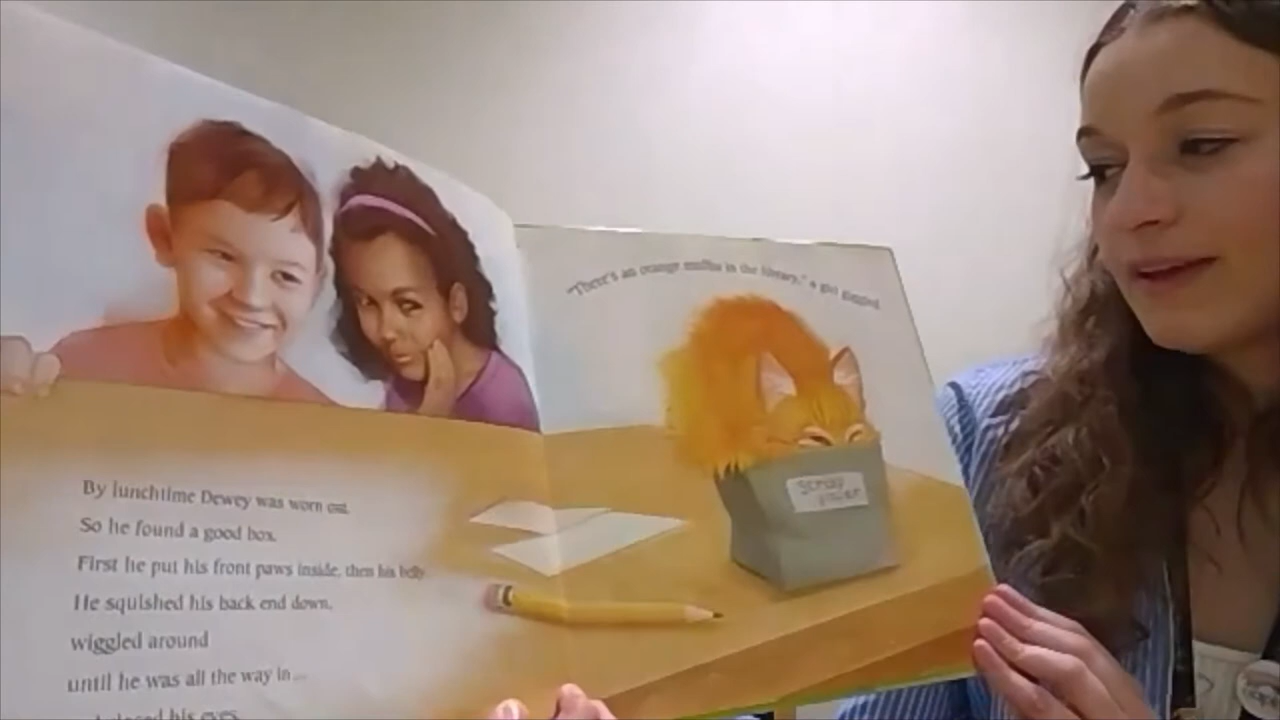 By lunchtime Dewey was worn out.
So he found a good box.
First he put his front paws inside, then his belly.
He squished his back end down,
wiggled around
until he was all the way in...
his eyes
"There's an orange muffin in the library," a girl giggled.
scrap
paper